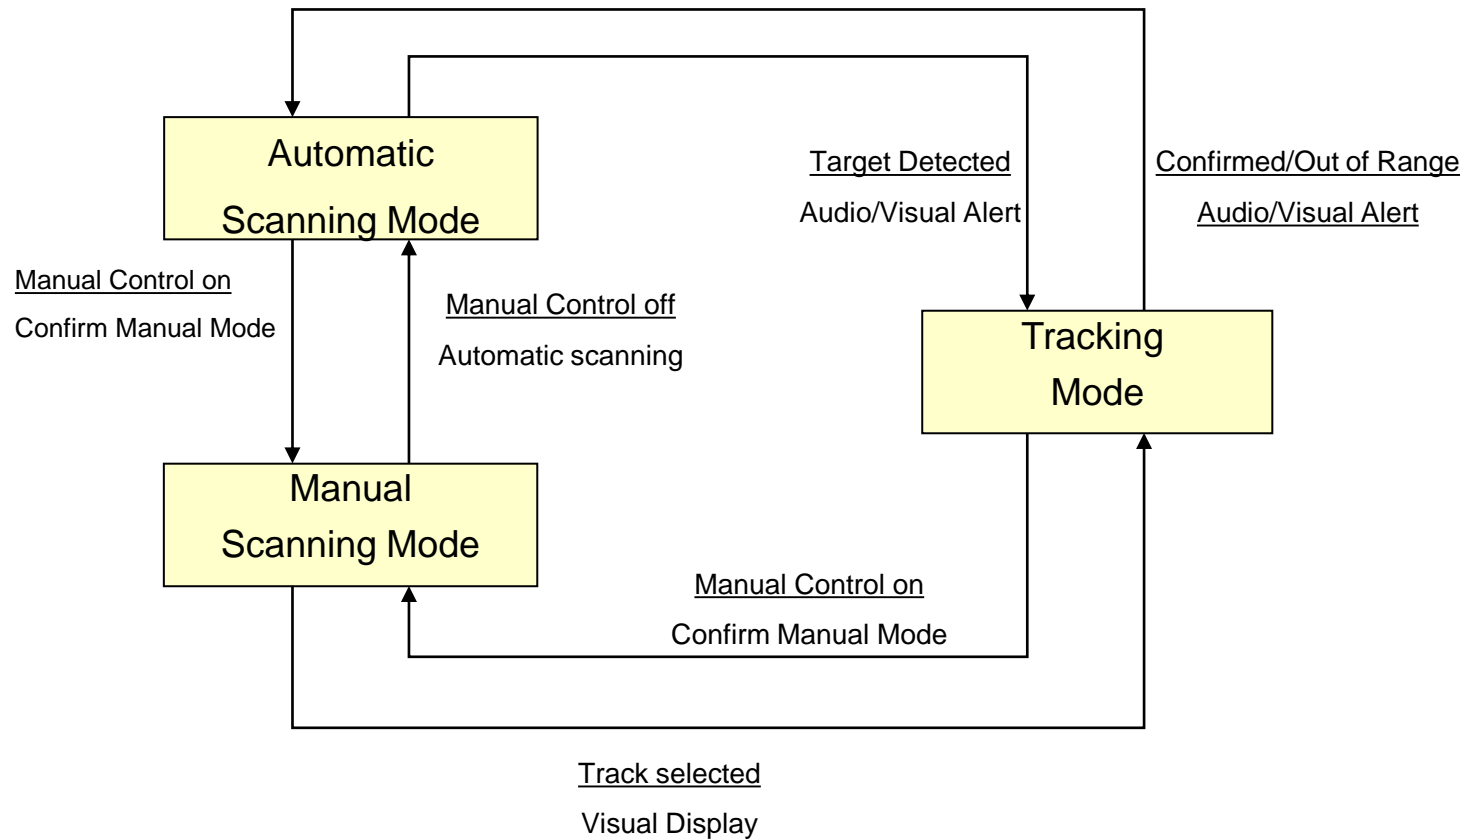 Automatic
Scanning Mode
Target Detected
Audio/Visual Alert
Confirmed/Out of Range
Audio/Visual Alert
Manual Control on
Confirm Manual Mode
Manual Control off
Automatic scanning
Tracking
Mode
Manual
Scanning Mode
Manual Control on
Confirm Manual Mode
Track selected
Visual Display